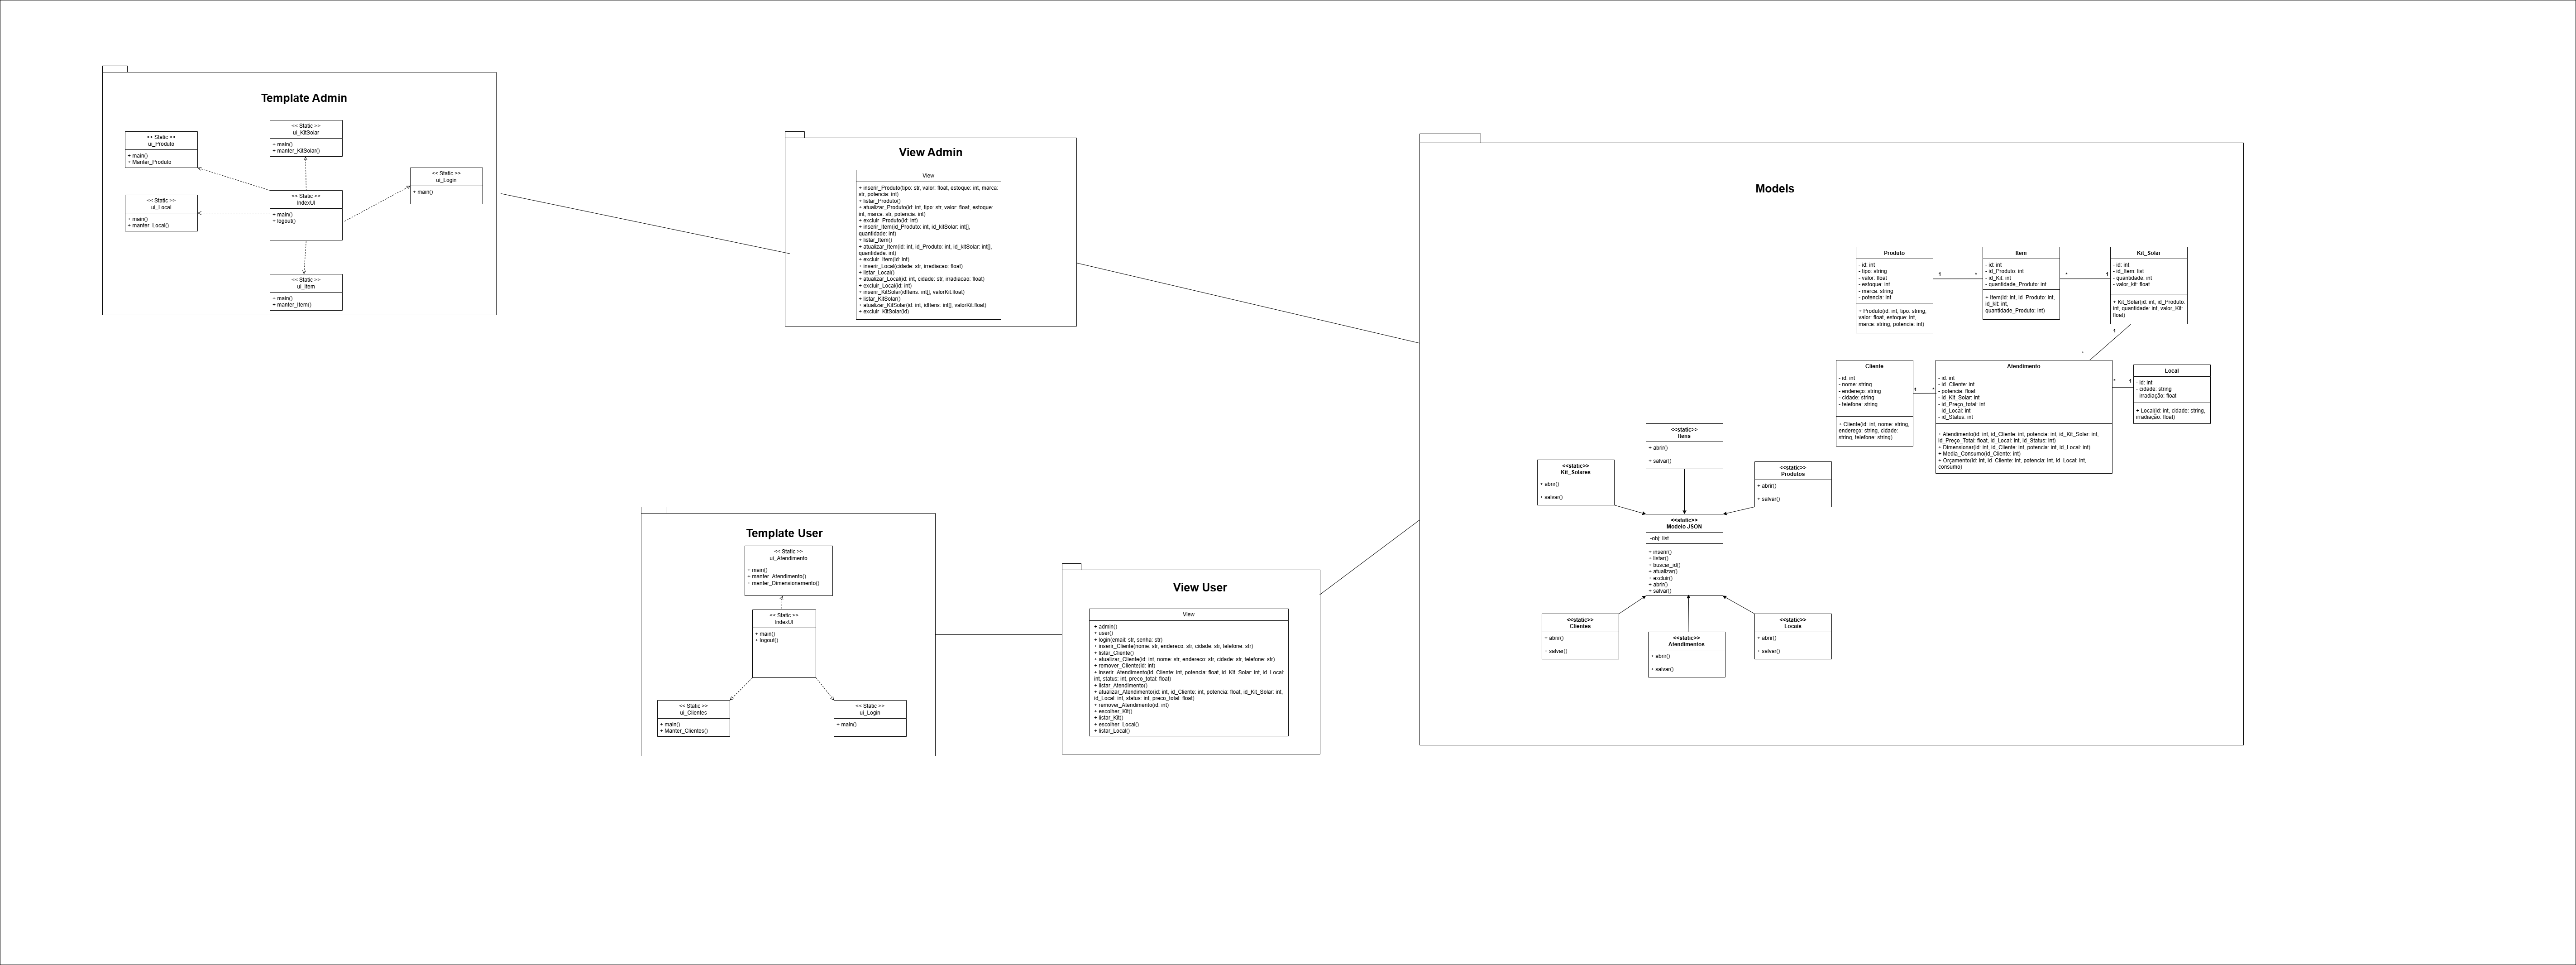 Template Admin
<< Static >>
ui_KitSolar
+ main()
+ manter_KitSolar()
<< Static >>
ui_Produto
+ main()
+ Manter_Produto
<< Static >>
ui_Login
+ main()
<< Static >>
ui_Local
+ main()
+ manter_Local()
<< Static >>
IndexUI
+ main()
+ logout()
<< Static >>
ui_Item
+ main()
+ manter_Item()
View Admin
View
+ inserir_Produto(tipo: str, valor: float, estoque: int, marca:
str, potencia: int)
+ listar_Produto()
+ atualizar_Produto(id: int, tipo: str, valor: float, estoque:
int, marca: str, potencia: int)
+ excluir_Produto(id: int)
+ inserir_Item(id_Produto: int, id_kitSolar: int[],
quantidade: int)
+ listar_Item()
+ atualizar_Item(id: int, id_Produto: int, id_kitSolar: int[],
quantidade: int)
+ excluir_Item(id: int)
+ inserir_Local(cidade: str, irradiacao: float)
+ listar_Local()
+ atualizar_Local(id: int, cidade: str, irradiacao: float)
+ excluir_Local(id: int)
+ inserir_KitSolar(idItens: int[], valorKit:float)
+ listar_KitSolar()
+ atualizar_KitSolar(id: int, idItens: int[], valorKit:float)
+ excluir_KitSolar(id)
Template User
<< Static >>
ui_Atendimento
+ main()
+ manter_Atendimento()
+ manter_Dimensionamento()
<< Static >>
IndexUI
+ main()
+ logout()
<< Static >>
ui_Clientes
+ main()
+ Manter_Clientes()
<< Static >>
ui_Login
+ main()
View User
View
+ admin()
+ user()
+ login(email: str, senha: str)
+ inserir_Cliente(nome: str, endereco: str, cidade: str, telefone: str)
+ listar_Cliente()
+ atualizar_Cliente(id: int, nome: str, endereco: str, cidade: str, telefone: str)
+ remover_Cliente(id: int)
+ inserir_Atendimento(id_Cliente: int, potencia: float, id_Kit_Solar: int, id_Local:
int, status: int, preco_total: float)
+ listar_Atendimento()
+ atualizar_Atendimento(id: int, id_Cliente: int, potencia: float, id_Kit_Solar: int,
id_Local: int, status: int, preco_total: float)
+ remover_Atendimento(id: int)
+ escolher_Kit()
+ listar_Kit()
+ escolher_Local()
+ listar_Local()
Models
Produto
- id: int
- tipo: string
- valor: float
- estoque: int
- marca: string
- potencia: int
+ Produto(id: int, tipo: string,
valor: float, estoque: int,
marca: string, potencia: int)
1
*
Item
- id: int
- id_Produto: int
- id_Kit: int
- quantidade_Produto: int
+ Item(id: int, id_Produto: int,
id_kit: int,
quantidade_Produto: int)
*
1
Kit_Solar
- id: int
- id_Item: list
- quantidade: int
- valor_kit: float
+ Kit_Solar(id: int, id_Produto:
int, quantidade: int, valor_Kit:
float)
1
*
Cliente
- id: int
- nome: string
- endereço: string
- cidade: string
- telefone: string
+ Cliente(id: int, nome: string,
endereço: string, cidade:
string, telefone: string)
1
*
Atendimento
- id: int
- id_Cliente: int
- potencia: float
- id_Kit_Solar: int
- id_Preço_total: int
- id_Local: int
- id_Status: int
+ Atendimento(id: int, id_Cliente: int, potencia: int, id_Kit_Solar: int,
id_Preço_Total: float, id_Local: int, id_Status: int)
+ Dimensionar(id: int, id_Cliente: int, potencia: int, id_Local: int)
+ Media_Consumo(id_Cliente: int)
+ Orçamento(id: int, id_Cliente: int, potencia: int, id_Local: int,
consumo)
*
1
Local
- id: int
- cidade: string
- irradiação: float
+ Local(id: int, cidade: string,
irradiação: float)
<<static>>
Itens
+ abrir()
+ salvar()
<<static>>
Kit_Solares
+ abrir()
+ salvar()
<<static>>
Produtos
+ abrir()
+ salvar()
<<static>>
Modelo JSON
-obj: list
+ inserir()
+ listar()
+ buscar_id()
+ atualizar()
+ excluir()
+ abrir()
+ salvar()
<<static>>
Clientes
+ abrir()
+ salvar()
<<static>>
Atendimentos
+ abrir()
+ salvar()
<<static>>
Locais
+ abrir()
+ salvar()